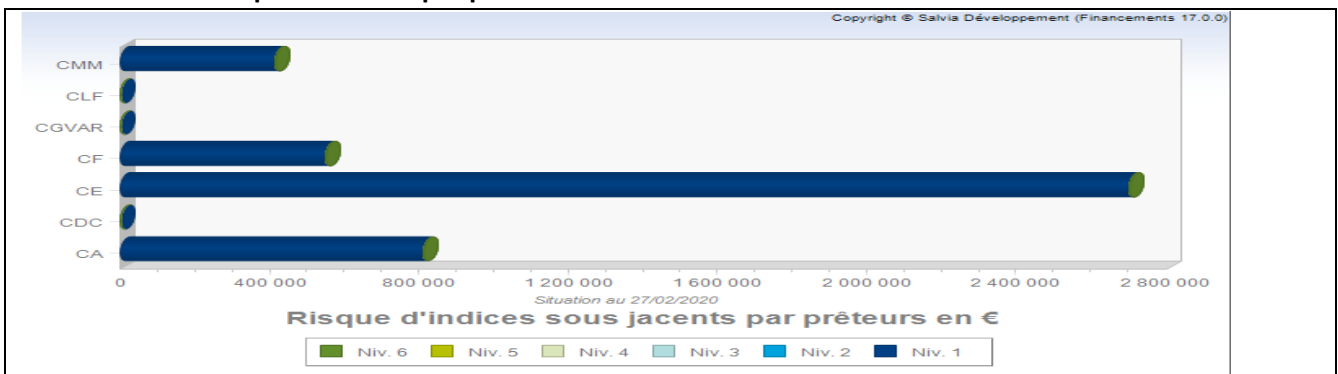 Copyright © Salvia Développement (Financements 17.0.0)
CMM
CLF
CGVAR
CF
CE
CDC
CA
0 400 000 800 000 1 200 000 1 600 000 2 000 000 2 400 000 2 800 000
Situation au 27/02/2020
Risque d'indices sous jacents par prêteurs en €
Niv. 6 Niv. 5 Niv. 4 Niv. 3 Niv. 2 Niv. 1